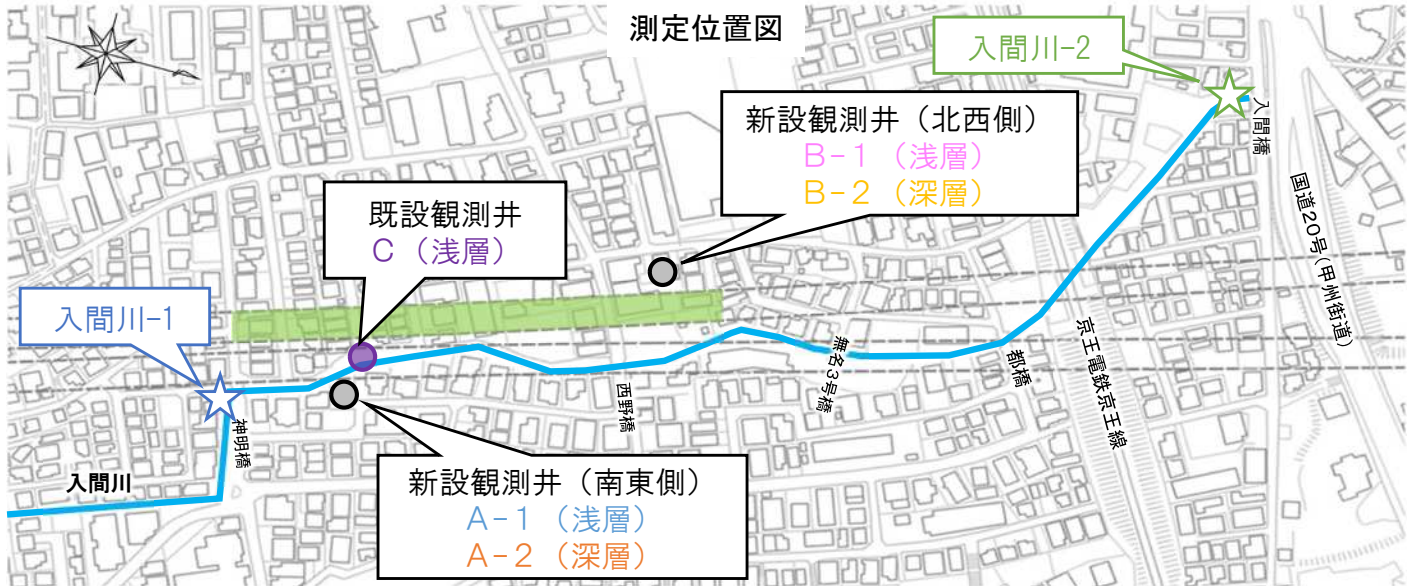 測定位置図
入間川-2
入間橋
新設観測井（北西側）
B-1（浅層）
B-2（深層）
国道20号(甲州街道)
既設観測井
C（浅層）
入間川-1
神明橋
西野橋
無名3号橋
都橋
京王電鉄京王線
入間川
新設観測井（南東側）
A-1（浅層）
A-2（深層）